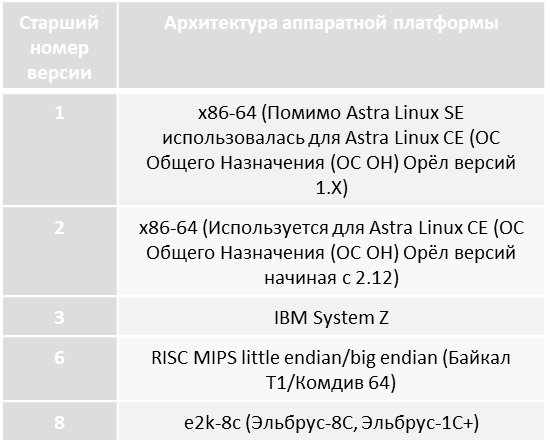 Старший
номер
версии
Архитектура аппаратной платформы
1
x86-64 (Помимо Astra Linux SE
использовалась для Astra Linux CE (ОС
Общего Назначения (ОС ОН) Орёл версий
1.X)
2
x86-64 (Используется для Astra Linux CE (ОС
Общего Назначения (ОС ОН) Орёл версий
начиная с 2.12)
3
IBM System Z
6
RISC MIPS little endian/big endian (Байкал
Т1/Комдив 64)
8
e2k-8c (Эльбрус-8С, Эльбрус-1С+)